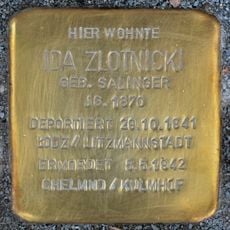 HIER WOHNTE
IDA ZLOTNICKI
GEB. SALINGER
JG. 1870
DEPORTIERT 29.10.1941
ŁODZ / LITZMANNSTADT
ERMORDET 5.5.1942
CHELMNO / KULMHOF